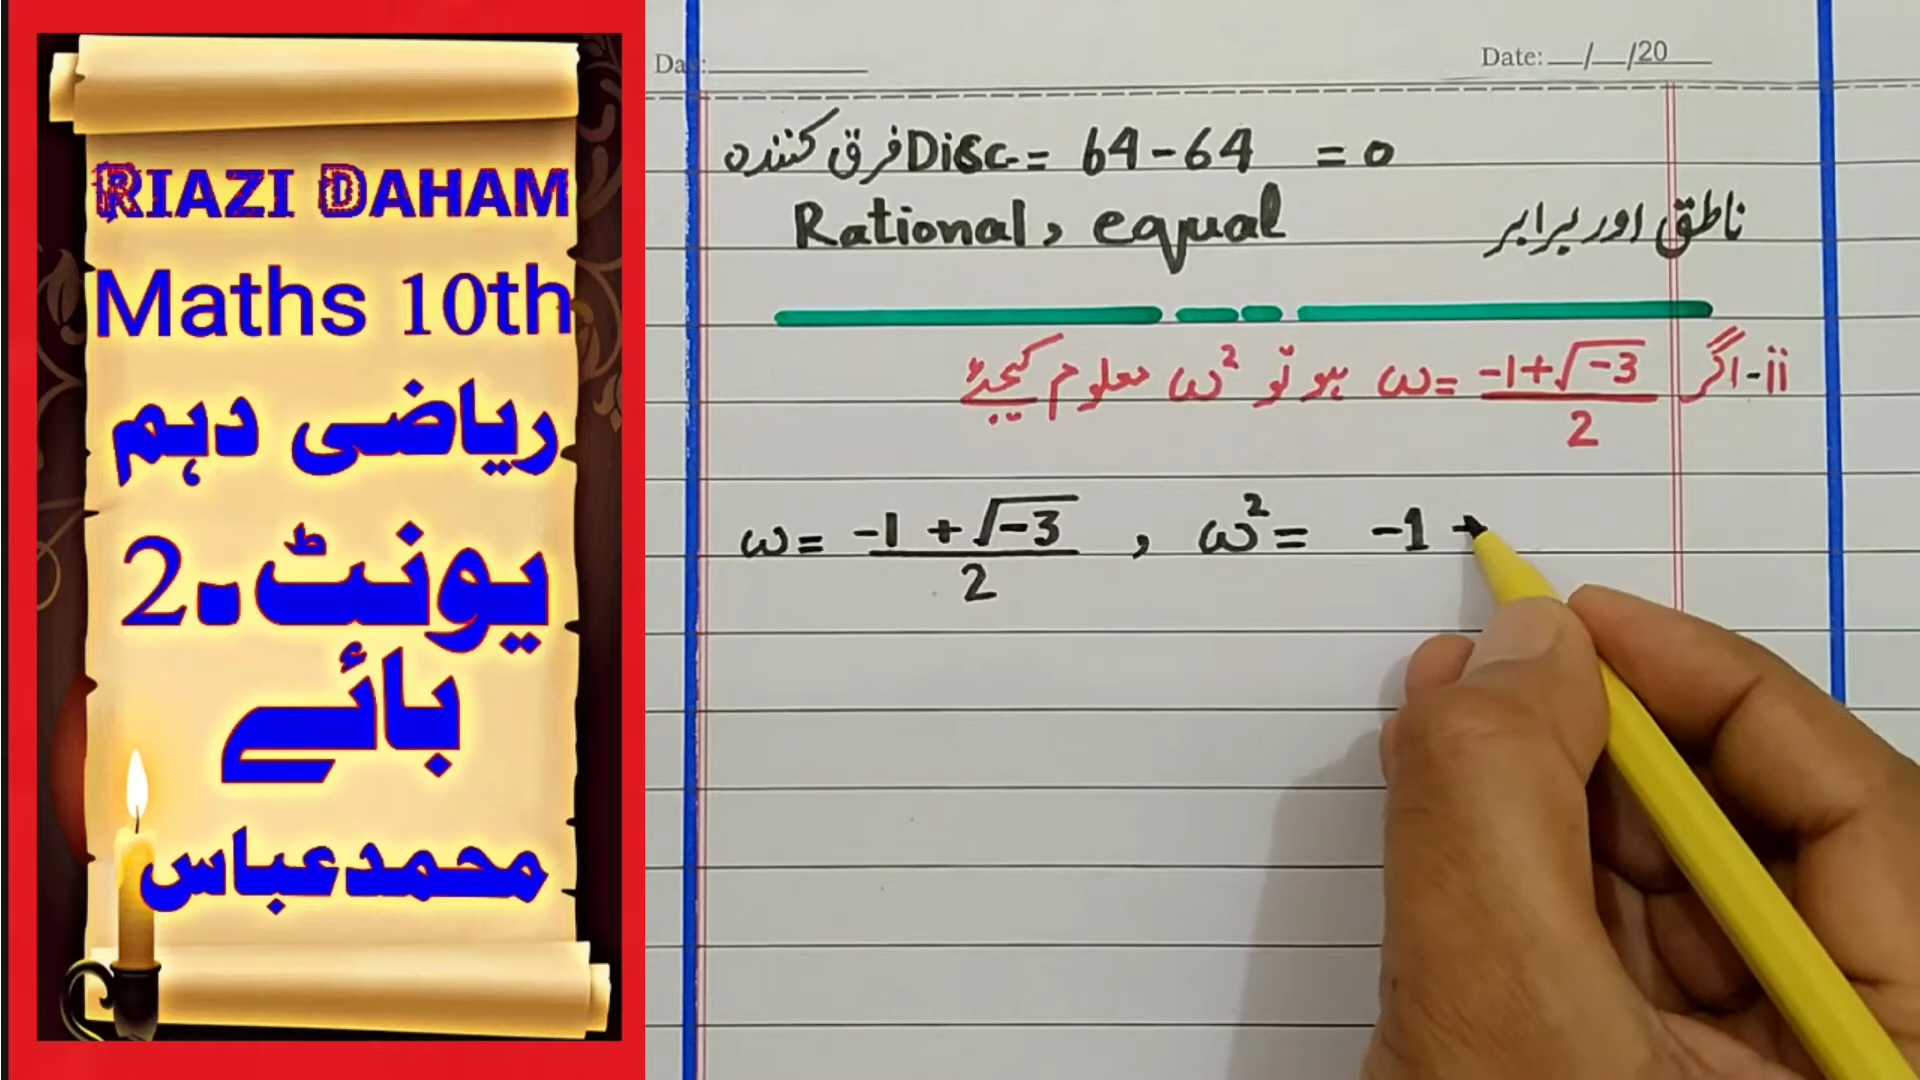 RIAZI DAHAM
Maths 10th
ریاضی دہم
یونٹ.2
بائے
محمدعباس
Day:
Date: __/__/20
فرق کنندہ Disc = 64 - 64 = 0
Rational, equal ناطق اور برابر
ii- اگر ω = (-1+√-3)/2 ہو تو ω² معلوم کیجئے
ω = (-1 + √-3)/2 , ω² = -1 +